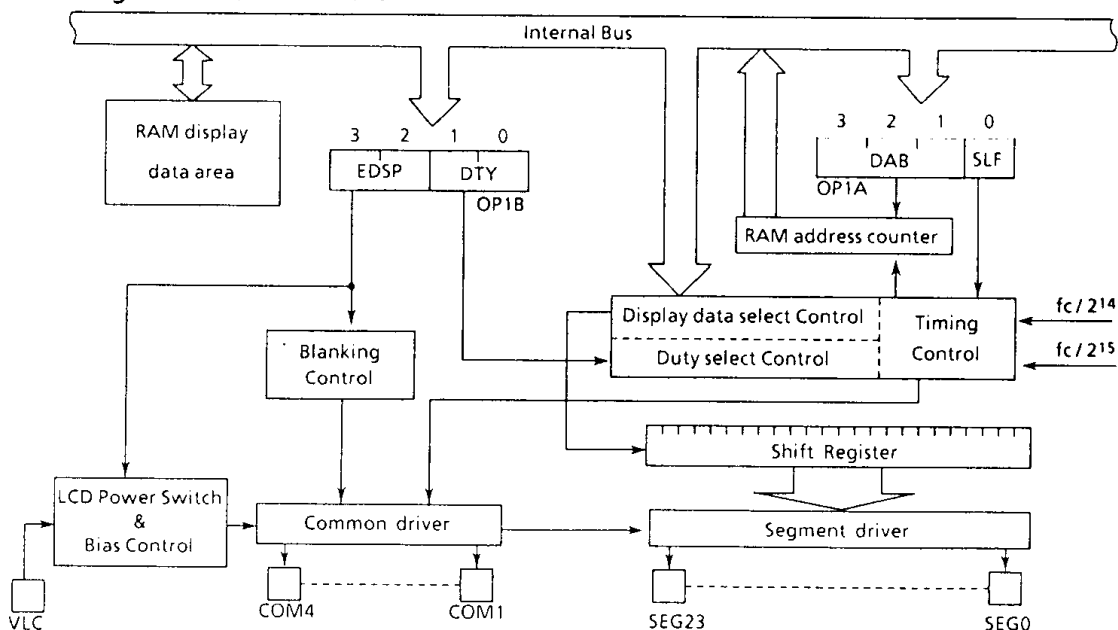 Internal Bus
RAM display
data area
3 2 1 0
EDSP DTY
OP1B
3 2 1 0
DAB SLF
OP1A
RAM address counter
Display data select Control
Duty select Control
Timing
Control
fc/2¹⁴
fc/2¹⁵
Blanking
Control
Shift Register
LCD Power Switch
&
Bias Control
Common driver
Segment driver
VLC
COM4
COM1
SEG23
SEG0